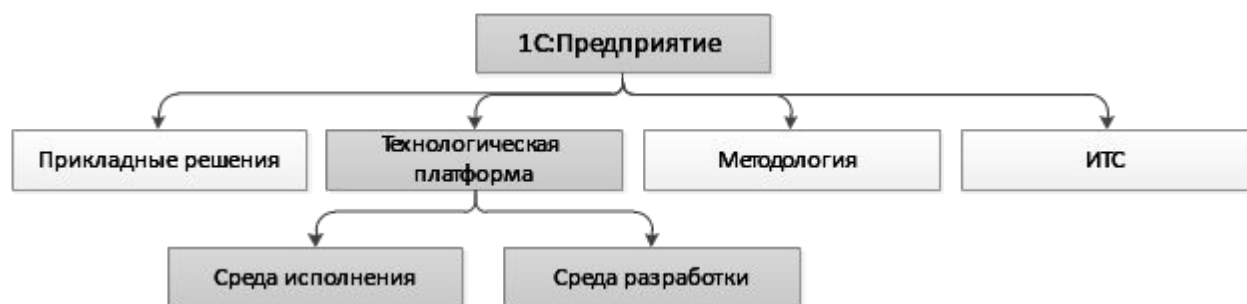 1С:Предприятие
Прикладные решения
Технологическая
платформа
Методология
ИТС
Среда исполнения
Среда разработки